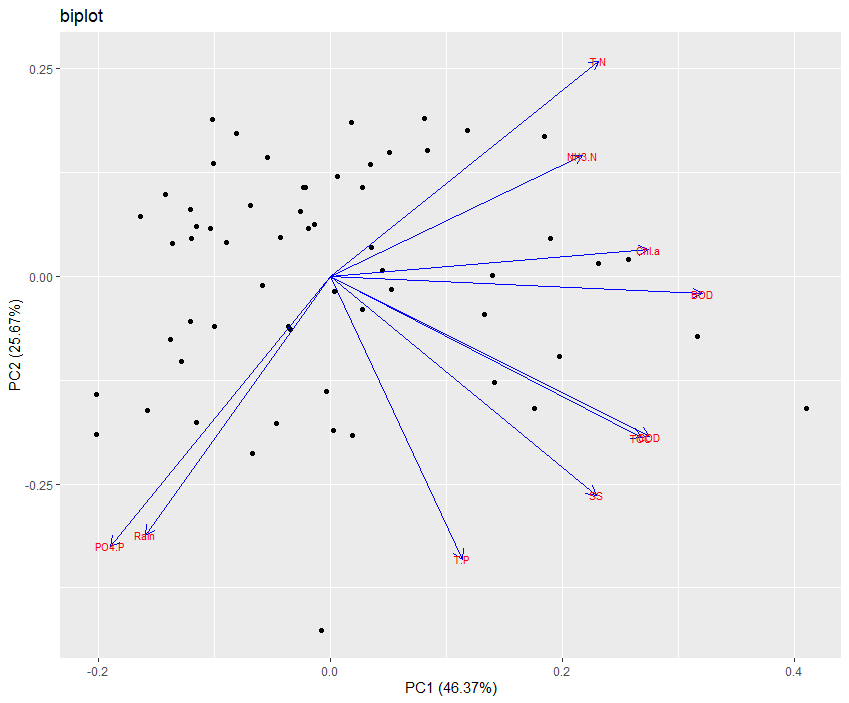 biplot
0.25
T.N
NH3.N
Chl.a
0.00
BOD
PC2 (25.67%)
COD
-0.25
SS
Rain
PO4.P
T.P
-0.2
0.0
0.2
0.4
PC1 (46.37%)